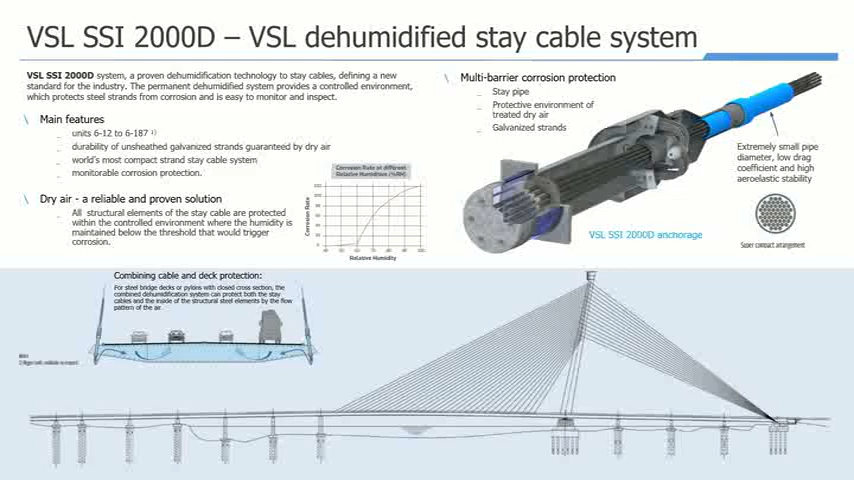 VSL SSI 2000D – VSL dehumidified stay cable system
VSL SSI 2000D system, a proven dehumidification technology to stay cables, defining a new
standard for the industry. The permanent dehumidified system provides a controlled environment,
which protects steel strands from corrosion and is easy to monitor and inspect.
\ Main features
_ units 6-12 to 6-187 ¹⁾
_ durability of unsheathed galvanized strands guaranteed by dry air
_ world's most compact strand stay cable system
_ monitorable corrosion protection.
\ Dry air - a reliable and proven solution
_ All structural elements of the stay cable are protected
within the controlled environment where the humidity is
maintained below the threshold that would trigger
corrosion.
Corrosion Rate at different
Relative Humidities (%RH)
Corrosion Rate
Relative Humidity
\ Multi-barrier corrosion protection
_ Stay pipe
_ Protective environment of
treated dry air
_ Galvanized strands
Extremely small pipe
diameter, low drag
coefficient and high
aeroelastic stability
VSL SSI 2000D anchorage
Super compact arrangement
Combining cable and deck protection:
For steel bridge decks or pylons with closed cross section, the
combined dehumidification system can protect both the stay
cables and the inside of the structural steel elements by the flow
pattern of the air.